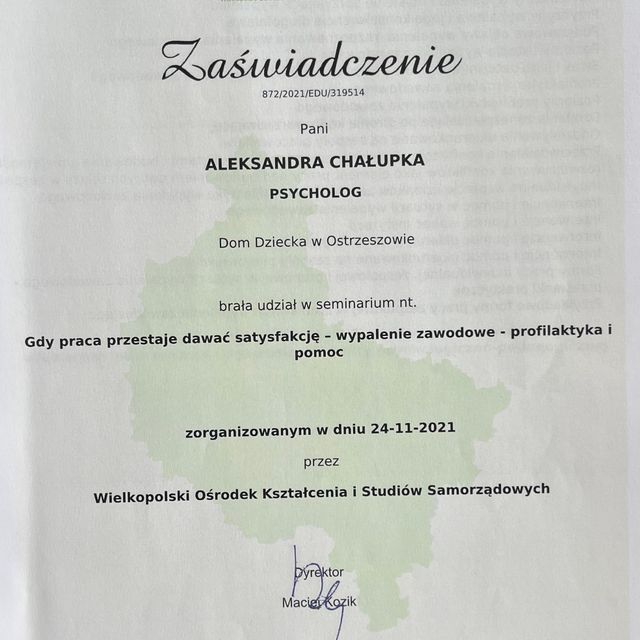 Zaświadczenie
872/2021/EDU/319514
Pani
ALEKSANDRA CHAŁUPKA
PSYCHOLOG
Dom Dziecka w Ostrzeszowie
brała udział w seminarium nt.
Gdy praca przestaje dawać satysfakcję – wypalenie zawodowe - profilaktyka i
pomoc
zorganizowanym w dniu 24-11-2021
przez
Wielkopolski Ośrodek Kształcenia i Studiów Samorządowych
Dyrektor
Maciej Kozik